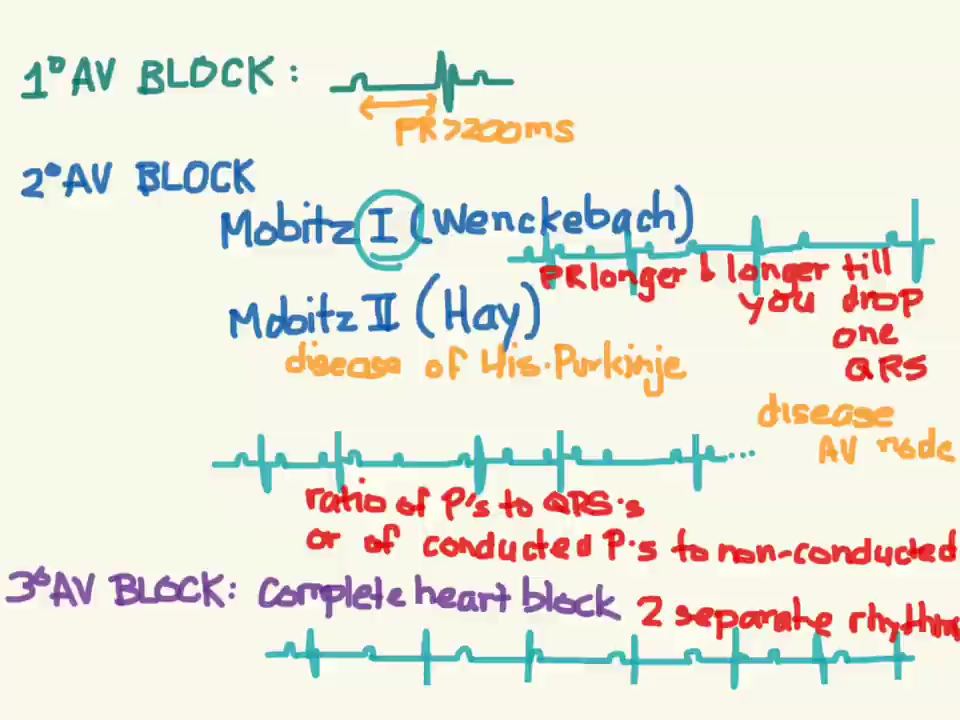 1° AV BLOCK:
PR>200ms
2° AV BLOCK
Mobitz I (Wenckebach)
PR longer & longer till
you drop
one
QRS
Mobitz II (Hay)
disease of His-Purkinje
disease
AV node
ratio of P's to QRS's
or of conducted P's to non-conducted
3° AV BLOCK: complete heart block
2 separate rhythms